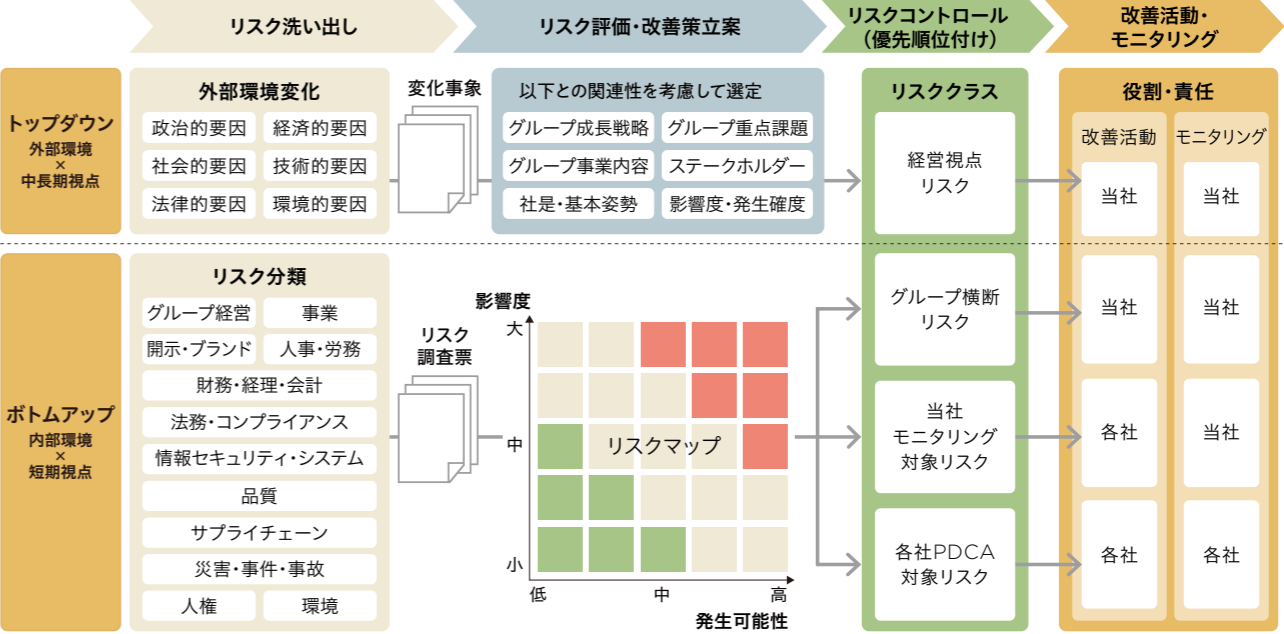 リスク洗い出し
リスク評価・改善策立案
リスクコントロール
（優先順位付け）
改善活動・
モニタリング
トップダウン
外部環境
×
中長期視点
外部環境変化
政治的要因
経済的要因
社会的要因
技術的要因
法律的要因
環境的要因
変化事象
以下との関連性を考慮して選定
グループ成長戦略
グループ重点課題
グループ事業内容
ステークホルダー
社是・基本姿勢
影響度・発生確度
リスククラス
経営視点
リスク
役割・責任
改善活動
モニタリング
当社
当社
ボトムアップ
内部環境
×
短期視点
リスク分類
グループ経営
事業
開示・ブランド
人事・労務
財務・経理・会計
法務・コンプライアンス
情報セキュリティ・システム
品質
サプライチェーン
災害・事件・事故
人権
環境
リスク
調査票
影響度
大
中
小
リスクマップ
低
中
高
発生可能性
グループ横断
リスク
当社
当社
当社
モニタリング
対象リスク
各社
当社
各社PDCA
対象リスク
各社
各社